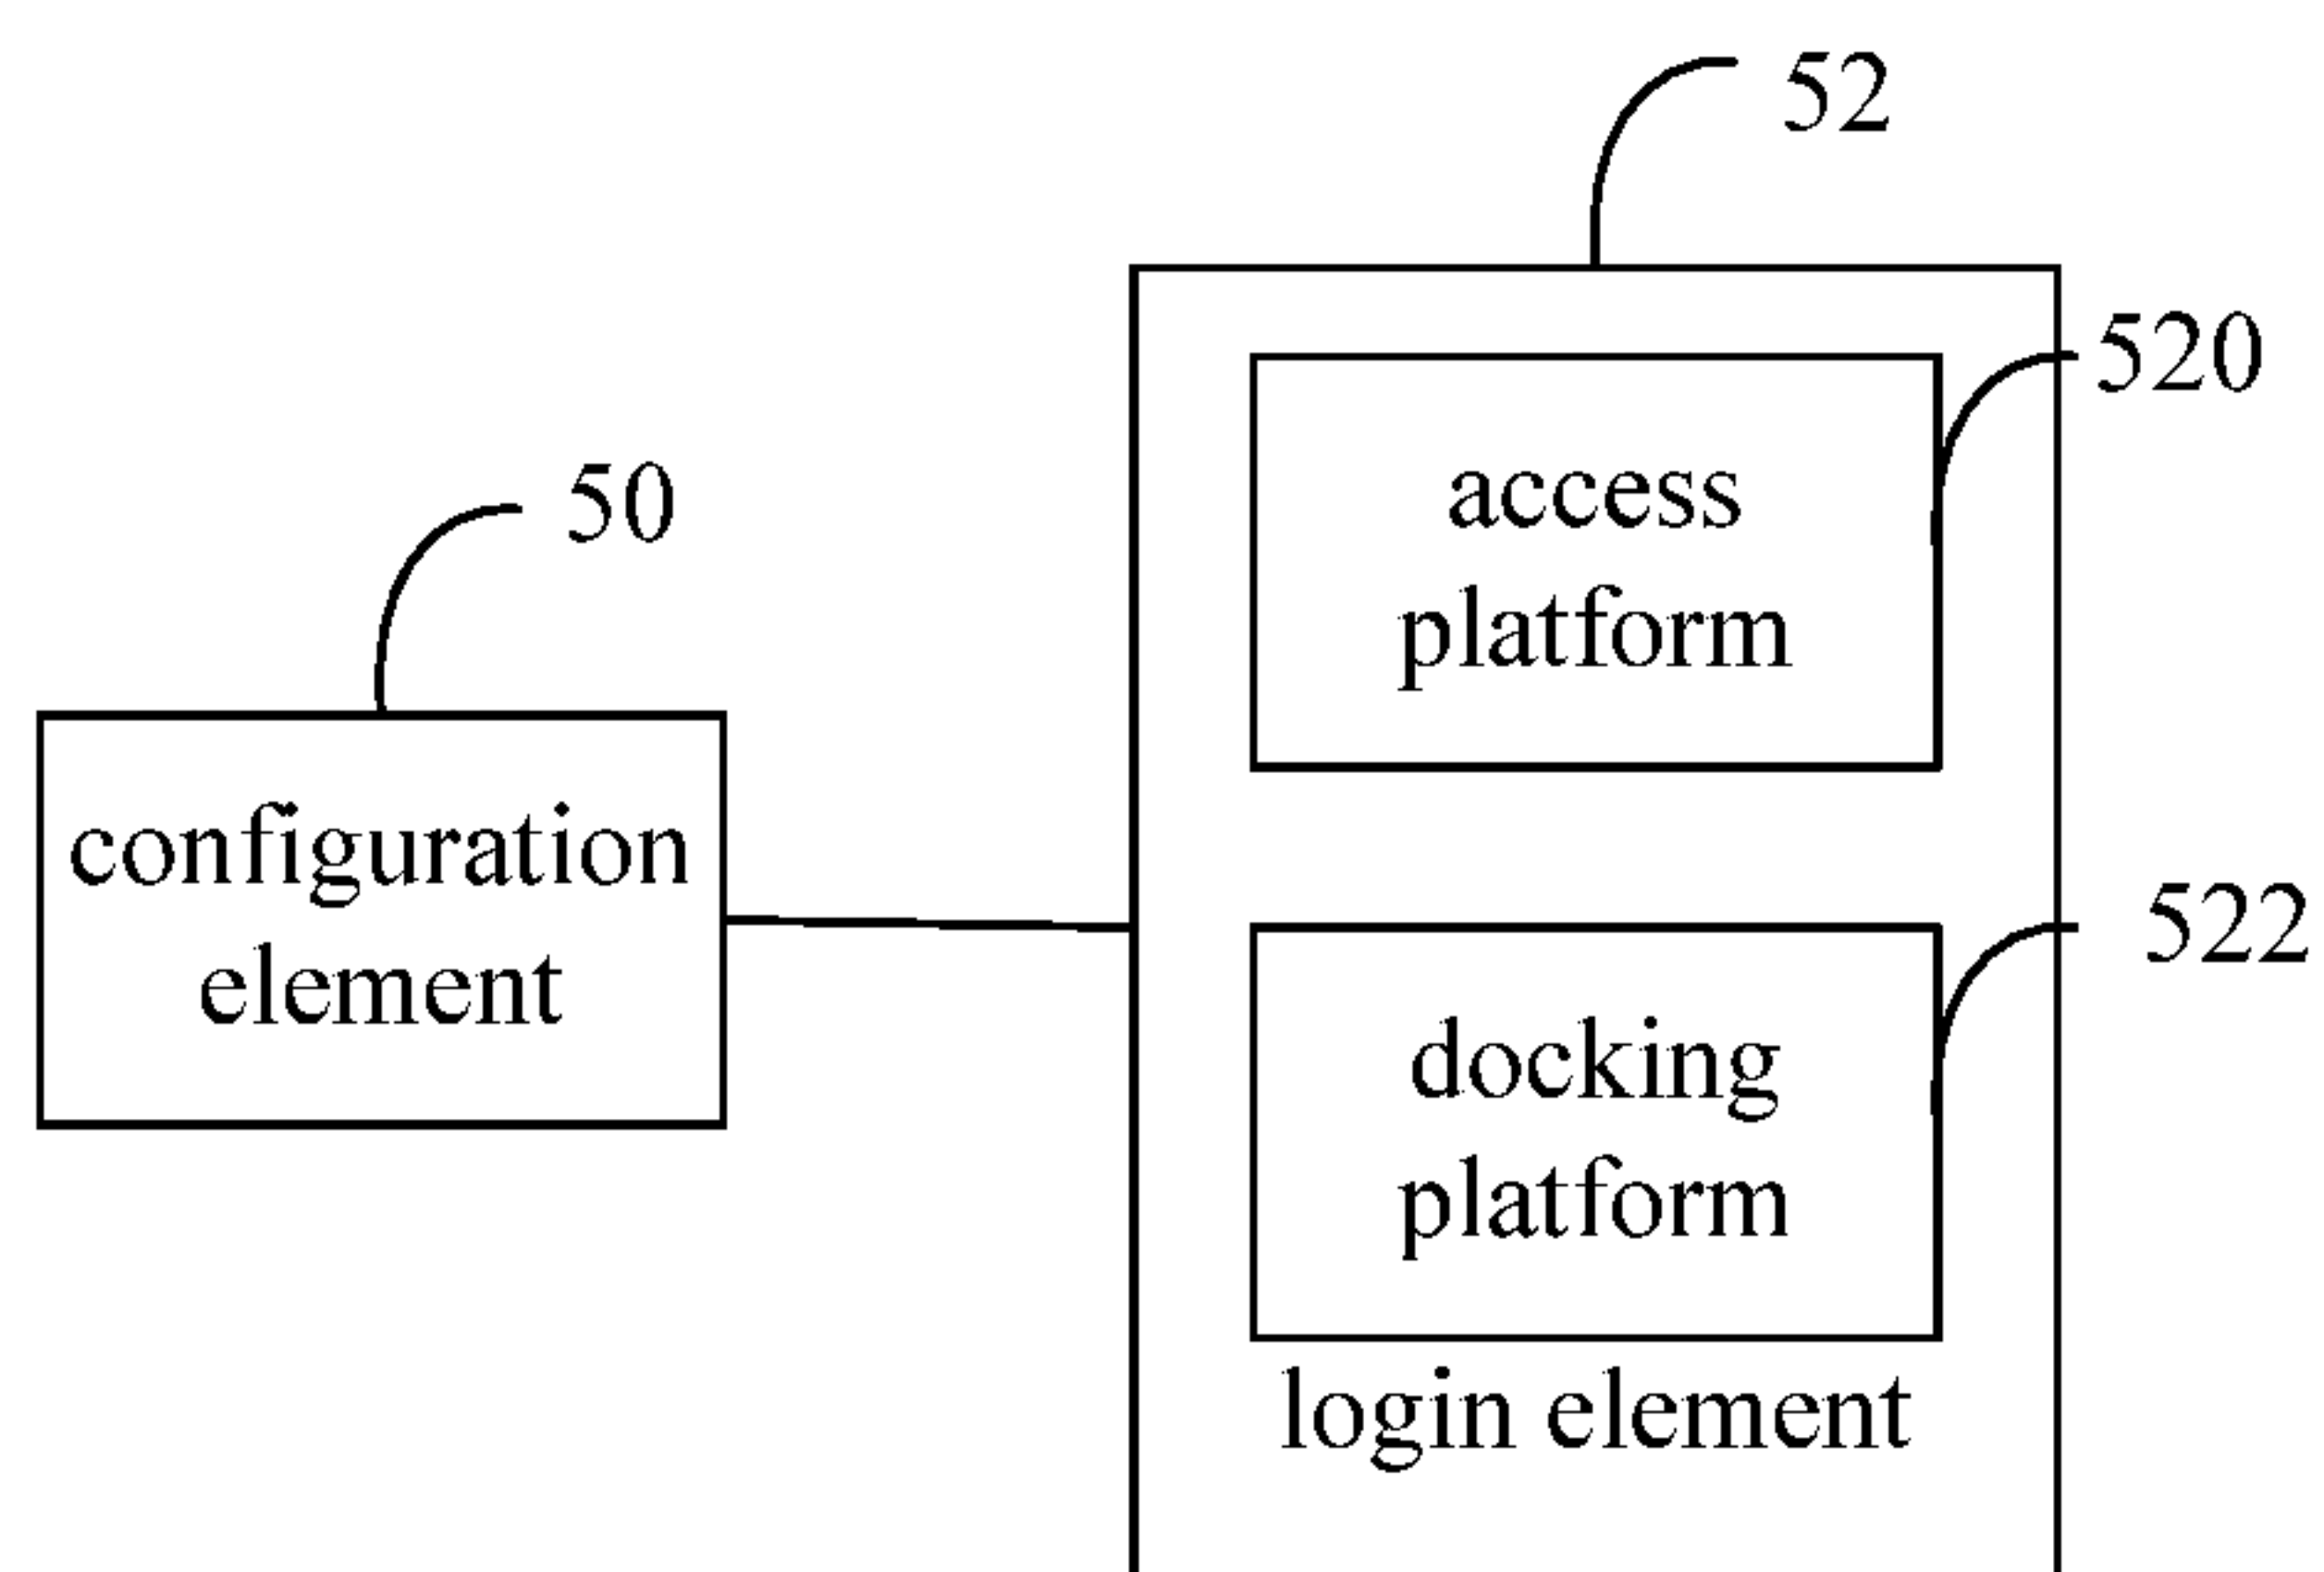 52
520
access
platform
50
configuration
element
522
docking
platform
login element